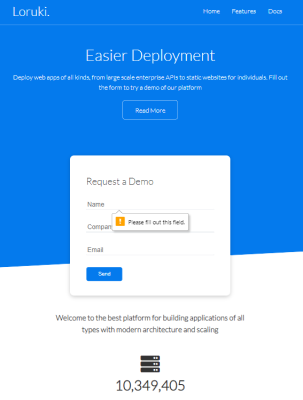 Loruki.
Home Features Docs
Easier Deployment
Deploy web apps of all kinds, from large scale enterprise APIs to static websites for individuals. Fill out
the form to try a demo of our platform
Read More
Request a Demo
Name
Please fill out this field.
Compan
Email
Send
Welcome to the best platform for building applications of all
types with modern architecture and scaling
10,349,405